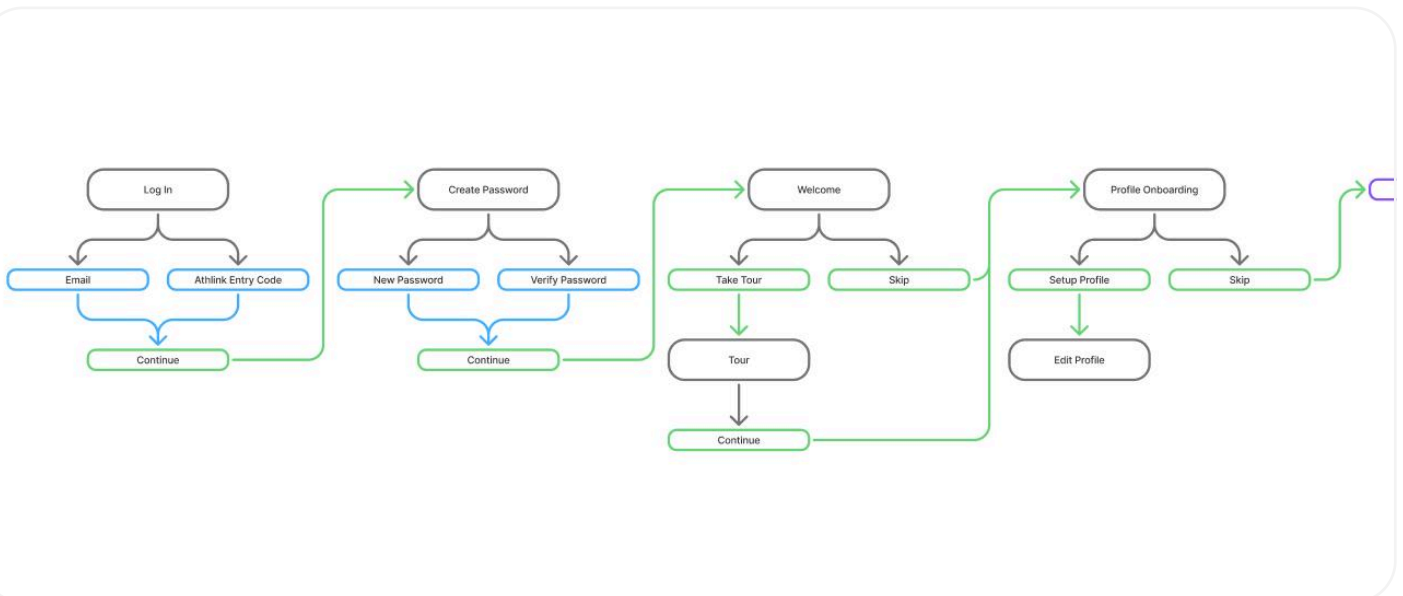 Log In
Email
Athlink Entry Code
Continue
Create Password
New Password
Verify Password
Continue
Welcome
Take Tour
Skip
Tour
Continue
Profile Onboarding
Setup Profile
Skip
Edit Profile